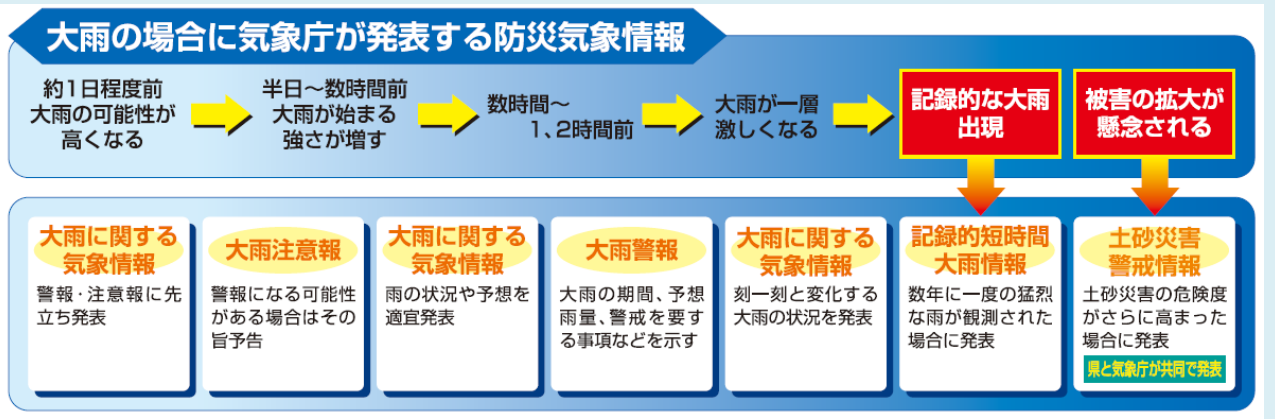 大雨の場合に気象庁が発表する防災気象情報
約1日程度前
大雨の可能性が
高くなる
半日～数時間前
大雨が始まる
強さが増す
数時間～
1、2時間前
大雨が一層
激しくなる
記録的な大雨
出現
被害の拡大が
懸念される
大雨に関する
気象情報
警報・注意報に先
立ち発表
大雨注意報
警報になる可能性
がある場合はその
旨予告
大雨に関する
気象情報
雨の状況や予想を
適宜発表
大雨警報
大雨の期間、予想
雨量、警戒を要す
る事項などを示す
大雨に関する
気象情報
刻一刻と変化する
大雨の状況を発表
記録的短時間
大雨情報
数年に一度の猛烈
な雨が観測された
場合に発表
土砂災害
警戒情報
土砂災害の危険度
がさらに高まった
場合に発表
県と気象庁が共同で発表